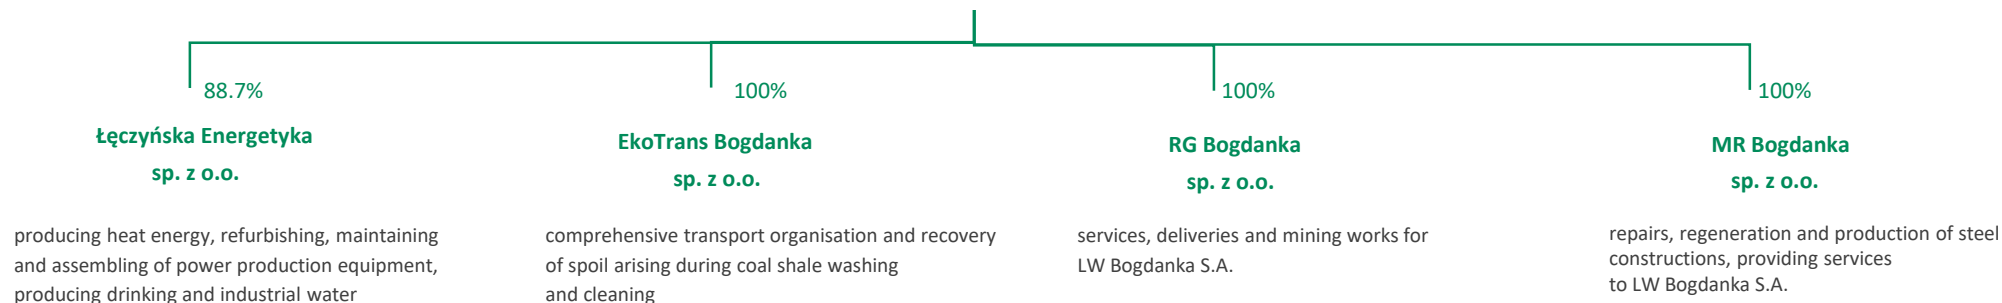 88.7%
Łęczyńska Energetyka
sp. z o.o.
producing heat energy, refurbishing, maintaining
and assembling of power production equipment,
producing drinking and industrial water
100%
EkoTrans Bogdanka
sp. z o.o.
comprehensive transport organisation and recovery
of spoil arising during coal shale washing
and cleaning
100%
RG Bogdanka
sp. z o.o.
services, deliveries and mining works for
LW Bogdanka S.A.
100%
MR Bogdanka
sp. z o.o.
repairs, regeneration and production of steel
constructions, providing services
to LW Bogdanka S.A.